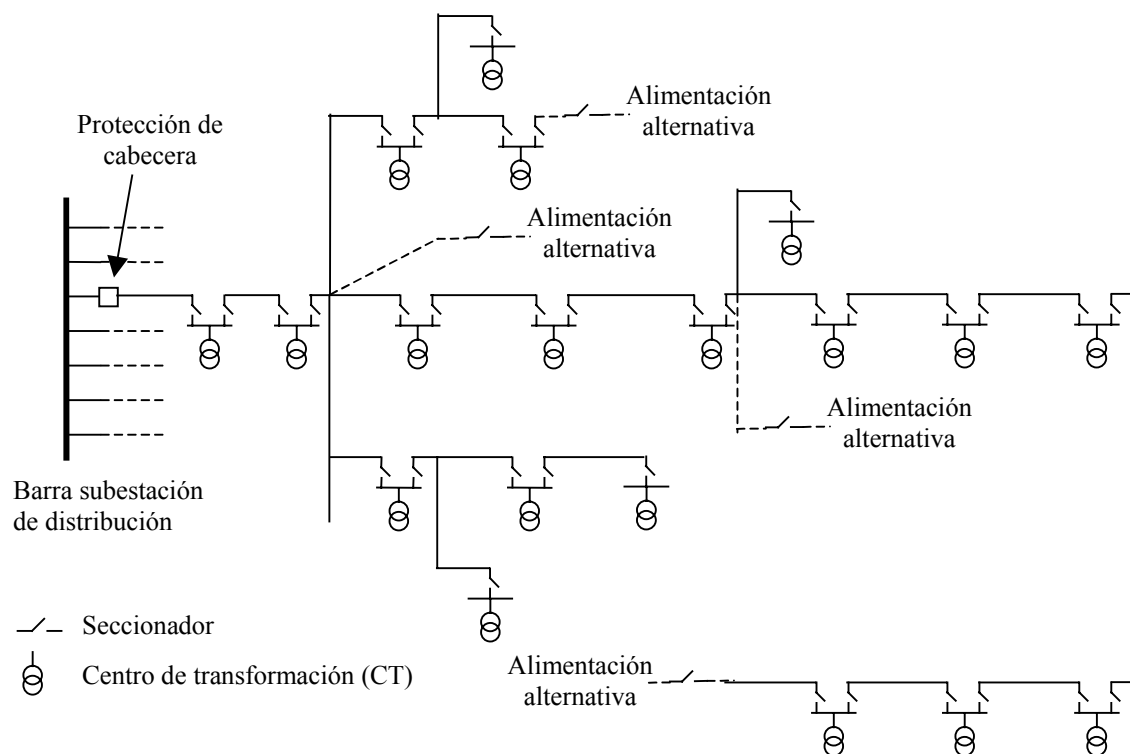 Alimentación
alternativa
Protección de
cabecera
Alimentación
alternativa
Alimentación
alternativa
Barra subestación
de distribución
Seccionador
Centro de transformación (CT)
Alimentación
alternativa